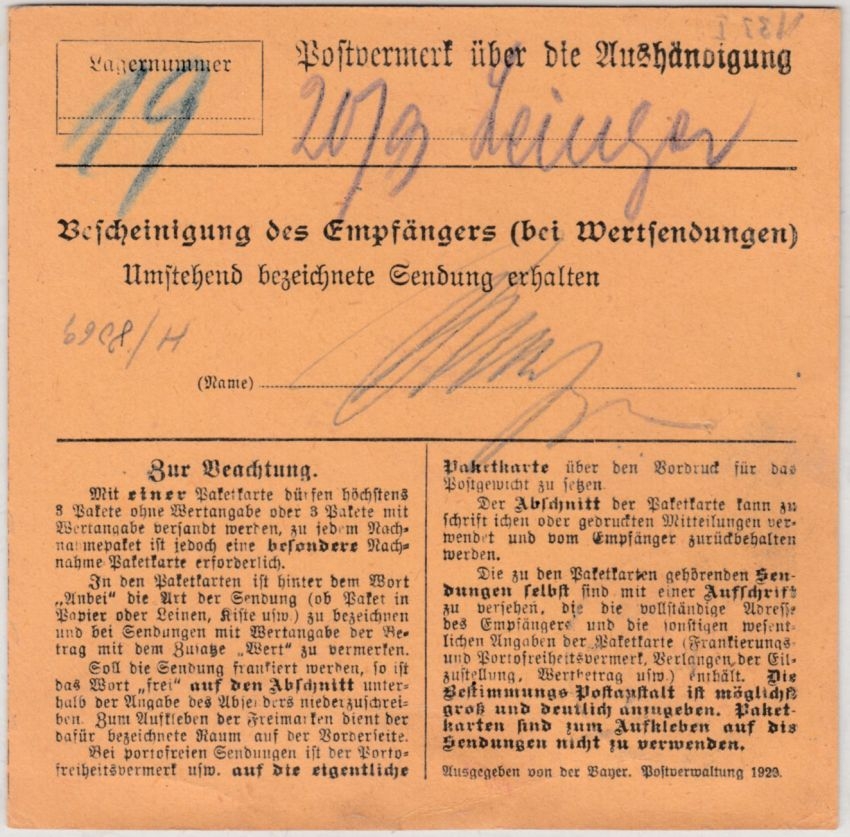 Lagernummer
19
Postvermerk über die Aushändigung
20/9 Leinger
Bescheinigung des Empfängers (bei Wertsendungen)
Umstehend bezeichnete Sendung erhalten
(Name)
Zur Beachtung.
Mit einer Paketkarte dürfen höchstens
3 Pakete ohne Wertangabe oder 3 Pakete mit
Wertangabe versandt werden, zu jedem Nach-
nahmepaket ist jedoch eine besondere Nach-
nahme-Paketkarte erforderlich.
In den Paketkarten ist hinter dem Wort
„Anbei“ die Art der Sendung (ob Paket in
Papier oder Leinen, Kiste usw.) zu bezeichnen
und bei Sendungen mit Wertangabe der Be-
trag mit dem Zusatze „Wert“ zu vermerken.
Soll die Sendung frankiert werden, so ist
das Wort „frei“ auf den Abschnitt unter-
halb der Angabe des Absenders niederzuschrei-
ben. Zum Aufkleben der Freimarken dient der
dafür bezeichnete Raum auf der Vorderseite.
Bei portofreien Sendungen ist der Porto-
freiheitsvermerk usw. auf die eigentliche
Paketkarte über den Vordruck für das
Postgewicht zu setzen.
Der Abschnitt der Paketkarte kann zu
schriftlichen oder gedruckten Mitteilungen ver-
wendet und vom Empfänger zurückbehalten
werden.
Die zu den Paketkarten gehörenden Sen-
dungen selbst sind mit einer Aufschrift
zu versehen, die die vollständige Adresse
des Empfängers und die sonstigen wesent-
lichen Angaben der Paketkarte (Frankierungs-
und Portofreiheitsvermerk, Verlangen der Eil-
zustellung, Wertbetrag usw.) enthält. Die
Bestimmungs-Postanstalt ist möglichst
groß und deutlich anzugeben. Paket-
karten sind zum Aufkleben auf die
Sendungen nicht zu verwenden.
Ausgegeben von der Bayer. Postverwaltung 1920.